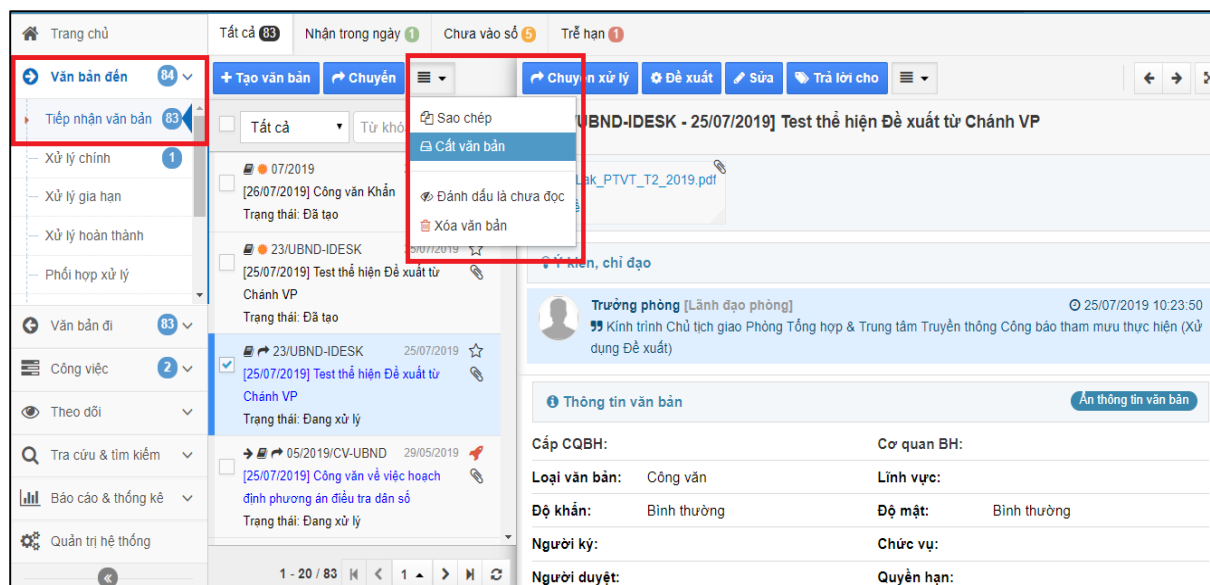 Trang chủ
Văn bản đến 84
Tiếp nhận văn bản 83
Xử lý chính 1
Xử lý gia hạn
Xử lý hoàn thành
Phối hợp xử lý
Văn bản đi 83
Công việc 2
Theo dõi
Tra cứu & tìm kiếm
Báo cáo & thống kê
Quản trị hệ thống
Tất cả 83 Nhận trong ngày 1 Chưa vào sổ 5 Trễ hạn 1
+ Tạo văn bản Chuyển
Tất cả Từ khó
Sao chép
Cất văn bản
Đánh dấu là chưa đọc
Xóa văn bản
07/2019
[26/07/2019] Công văn Khẩn
Trạng thái: Đã tạo
23/UBND-IDESK 25/07/2019
[25/07/2019] Test thể hiện Đề xuất từ
Chánh VP
Trạng thái: Đã tạo
23/UBND-IDESK 25/07/2019
[25/07/2019] Test thể hiện Đề xuất từ
Chánh VP
Trạng thái: Đang xử lý
05/2019/CV-UBND 29/05/2019
[25/07/2019] Công văn về việc hoạch
định phương án điều tra dân số
Trạng thái: Đang xử lý
1 - 20 / 83 1
Chuyển xử lý Đề xuất Sửa Trả lời cho
UBND-IDESK - 25/07/2019] Test thể hiện Đề xuất từ Chánh VP
Lak_PTVT_T2_2019.pdf
Ý kiến, chỉ đạo
Trưởng phòng [Lãnh đạo phòng] 25/07/2019 10:23:50
Kính trình Chủ tịch giao Phòng Tổng hợp & Trung tâm Truyền thông Công báo tham mưu thực hiện (Xử
dụng Đề xuất)
Thông tin văn bản Ẩn thông tin văn bản
Cấp CQBH: Cơ quan BH:
Loại văn bản: Công văn Lĩnh vực:
Độ khẩn: Bình thường Độ mật: Bình thường
Người ký: Chức vụ:
Người duyệt: Quyền hạn: